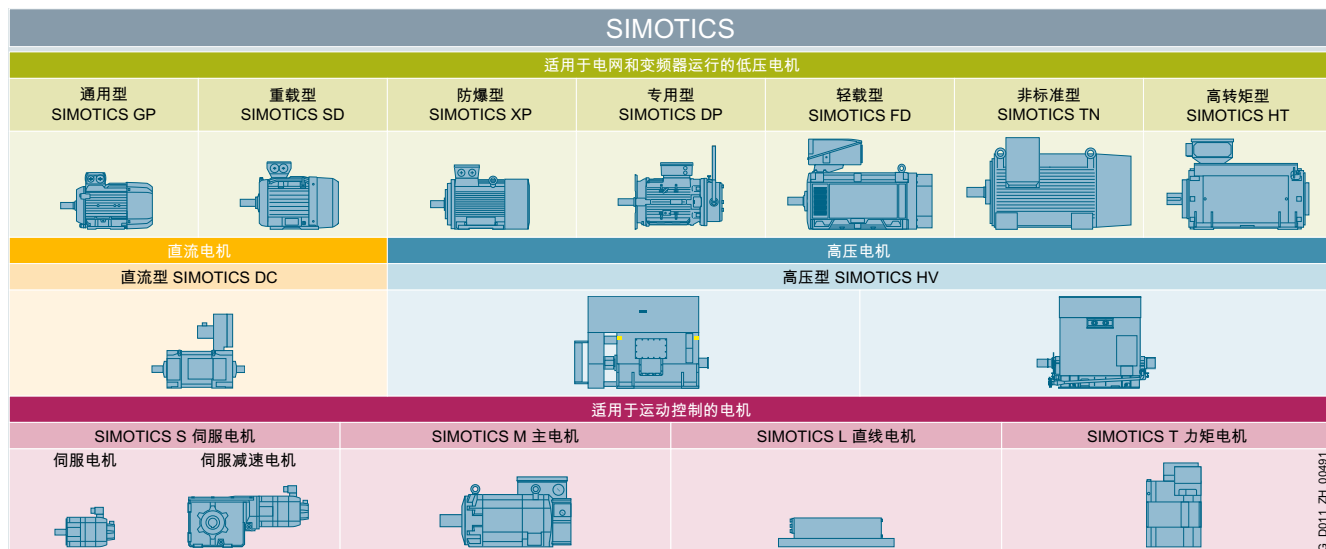 SIMOTICS
适用于电网和变频器运行的低压电机
通用型
SIMOTICS GP
重载型
SIMOTICS SD
防爆型
SIMOTICS XP
专用型
SIMOTICS DP
轻载型
SIMOTICS FD
非标准型
SIMOTICS TN
高转矩型
SIMOTICS HT
直流电机
高压电机
直流型 SIMOTICS DC
高压型 SIMOTICS HV
适用于运动控制的电机
SIMOTICS S 伺服电机
SIMOTICS M 主电机
SIMOTICS L 直线电机
SIMOTICS T 力矩电机
伺服电机
伺服减速电机
G_D011_ZH_00491